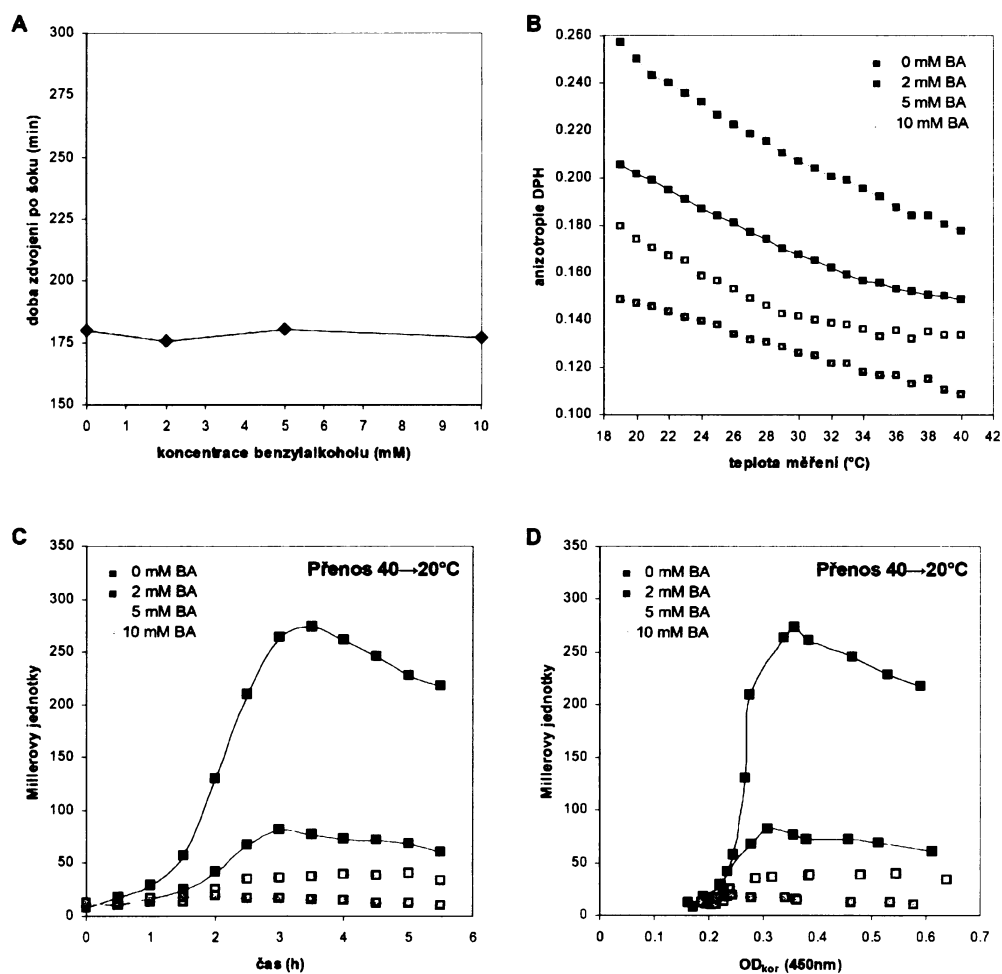 A
300
275
250
225
200
175
150
doba zdvojení po šoku (min)
0 1 2 3 4 5 6 7 8 9 10
koncentrace benzylalkoholu (mM)
B
0.260
0.240
0.220
0.200
0.180
0.160
0.140
0.120
0.100
anizotropie DPH
0 mM BA
2 mM BA
5 mM BA
10 mM BA
18 20 22 24 26 28 30 32 34 36 38 40 42
teplota měření (°C)
C
350
300
250
200
150
100
50
0
Millerovy jednotky
0 mM BA
2 mM BA
5 mM BA
10 mM BA
Přenos 40→20°C
0 1 2 3 4 5 6
čas (h)
D
350
300
250
200
150
100
50
0
Millerovy jednotky
0 mM BA
2 mM BA
5 mM BA
10 mM BA
Přenos 40→20°C
0 0.1 0.2 0.3 0.4 0.5 0.6 0.7
ODkor (450nm)